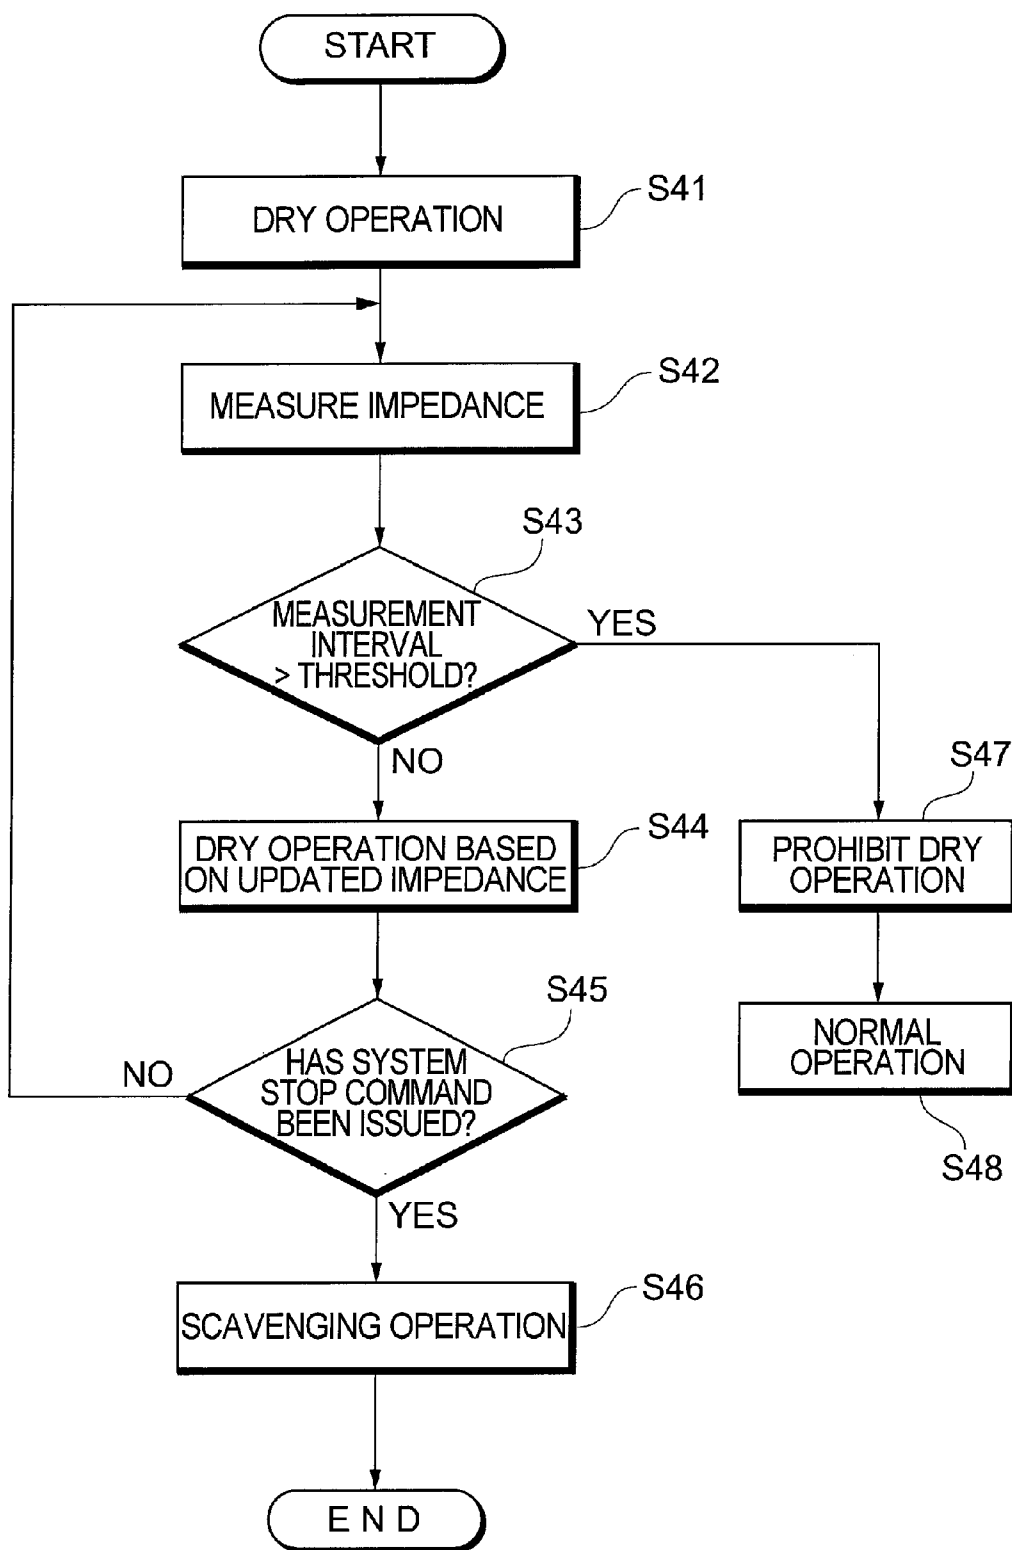 START
S41
DRY OPERATION
S42
MEASURE IMPEDANCE
S43
MEASUREMENT
INTERVAL
> THRESHOLD?
YES
NO
S44
DRY OPERATION BASED
ON UPDATED IMPEDANCE
S47
PROHIBIT DRY
OPERATION
S45
HAS SYSTEM
STOP COMMAND
BEEN ISSUED?
NO
YES
NORMAL
OPERATION
S48
S46
SCAVENGING OPERATION
E N D